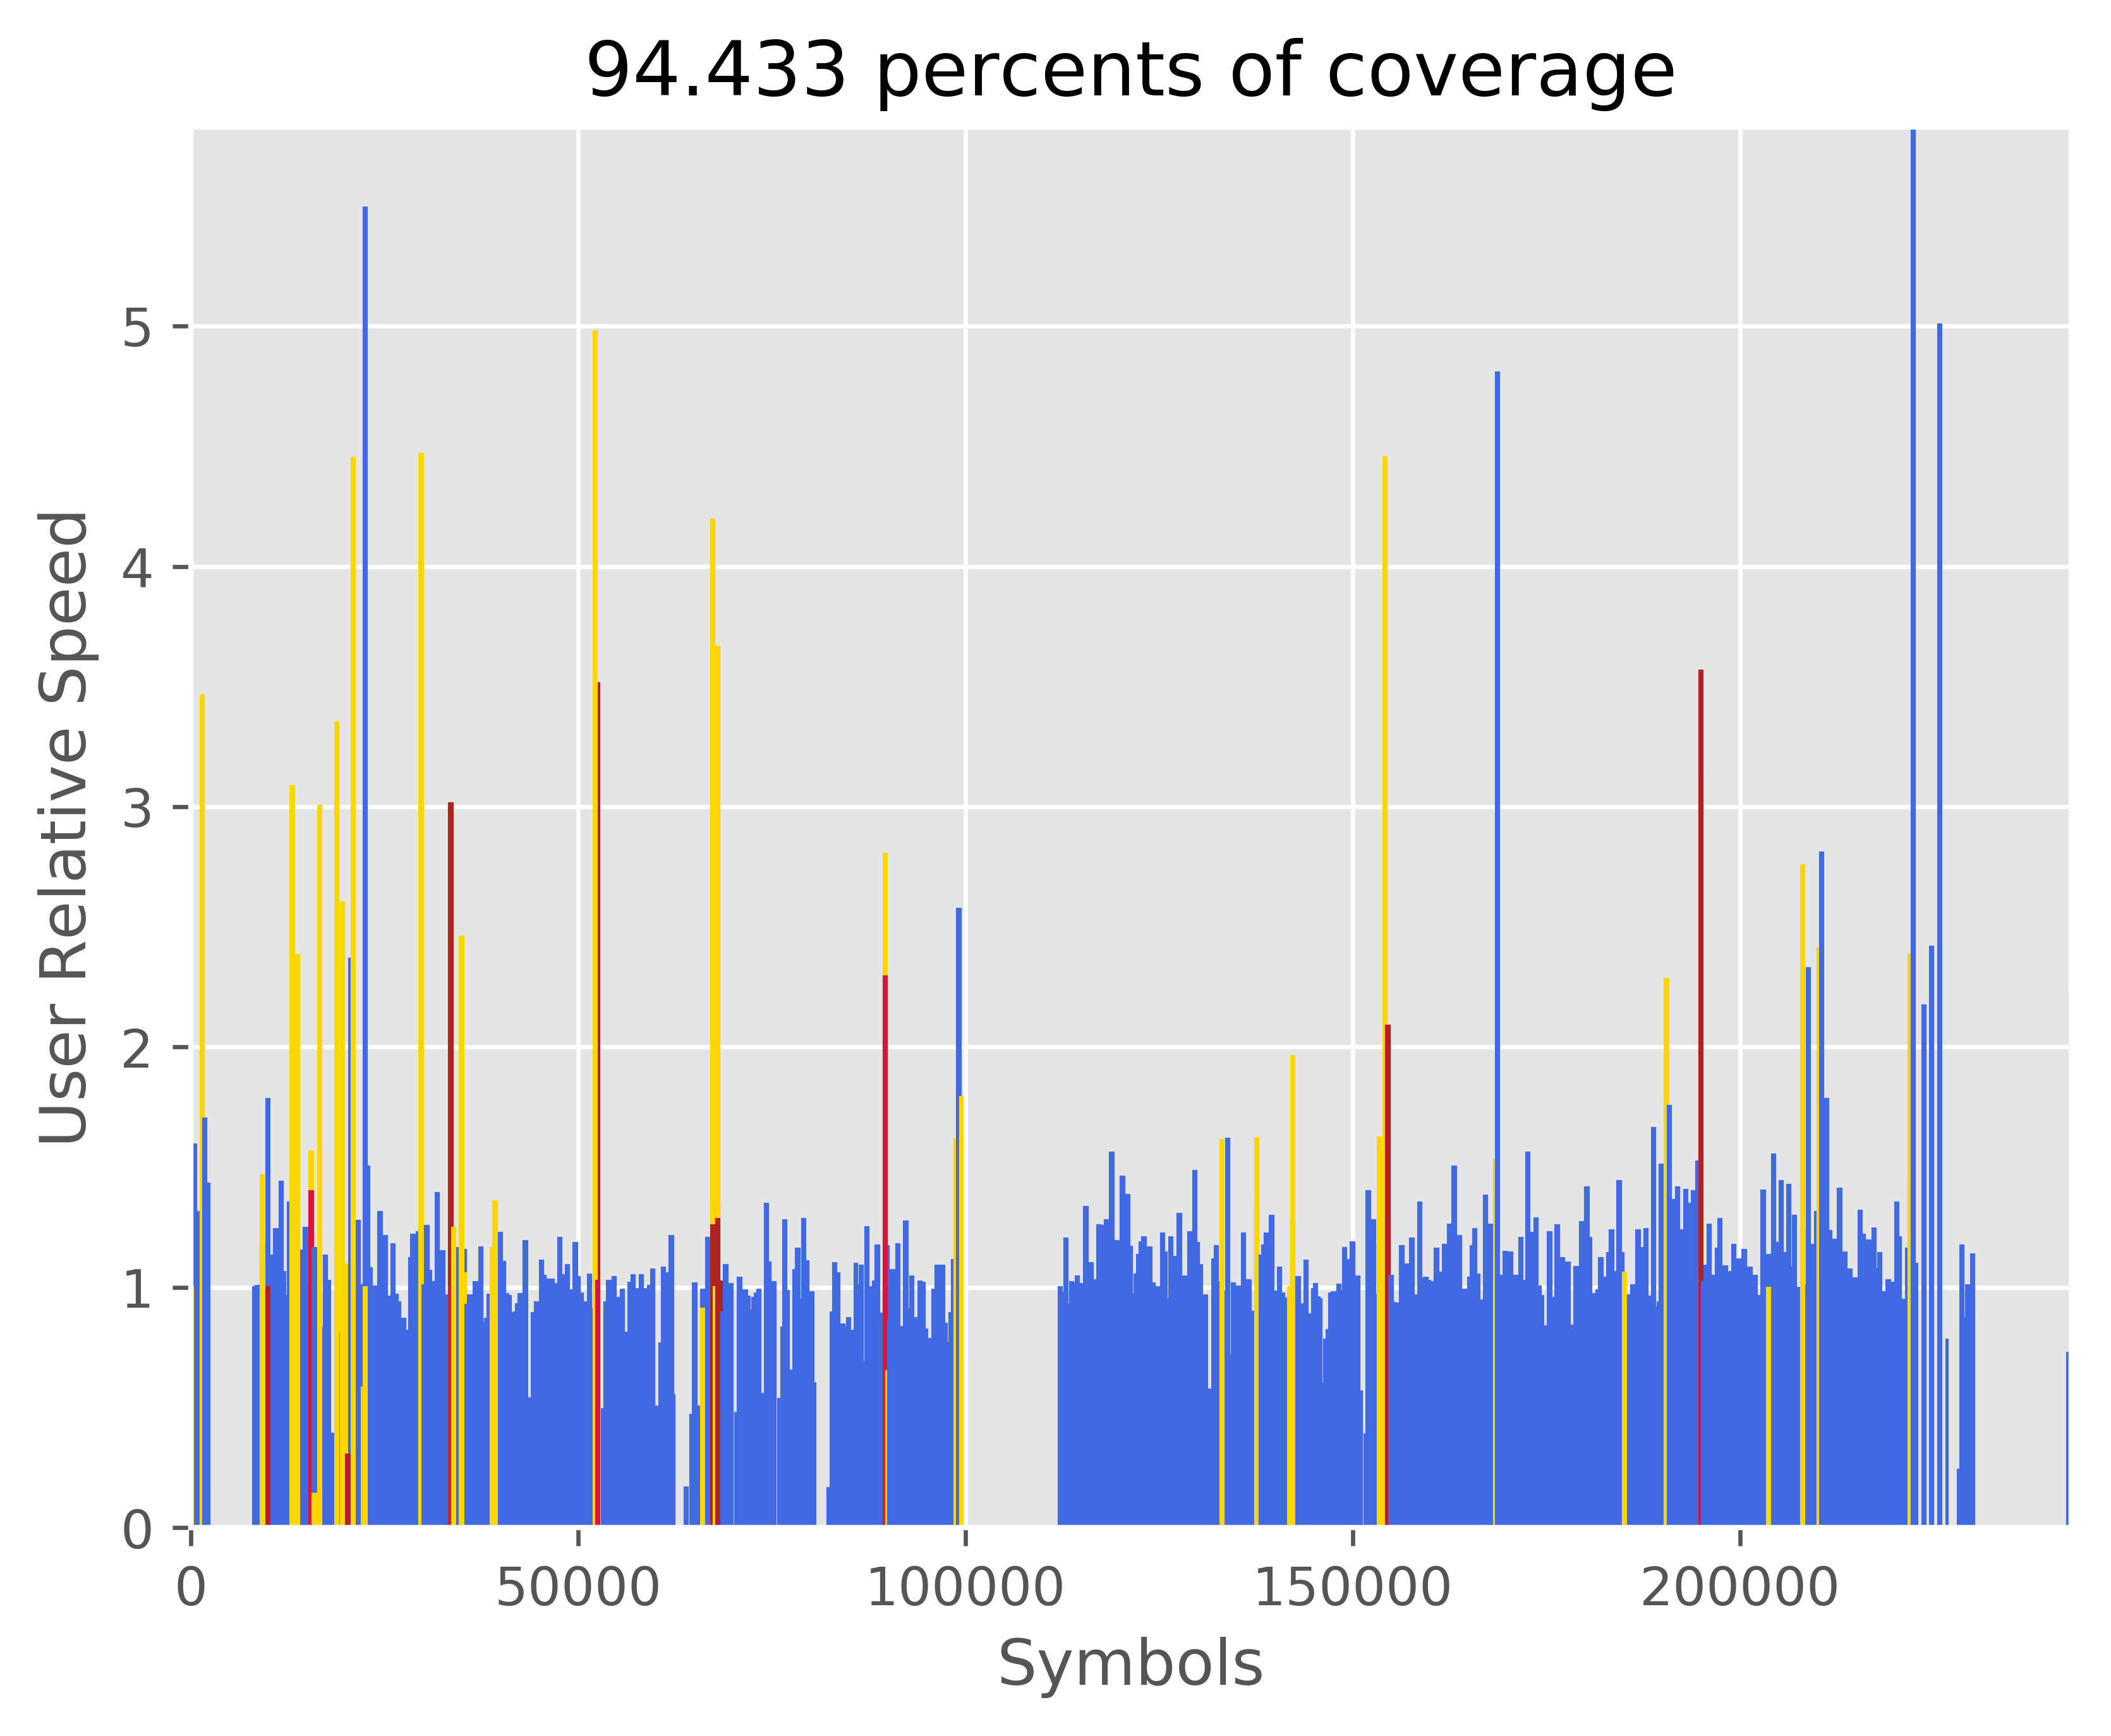 94.433 percents of coverage
User Relative Speed
5
4
3
2
1
0
0 50000 100000 150000 200000
Symbols